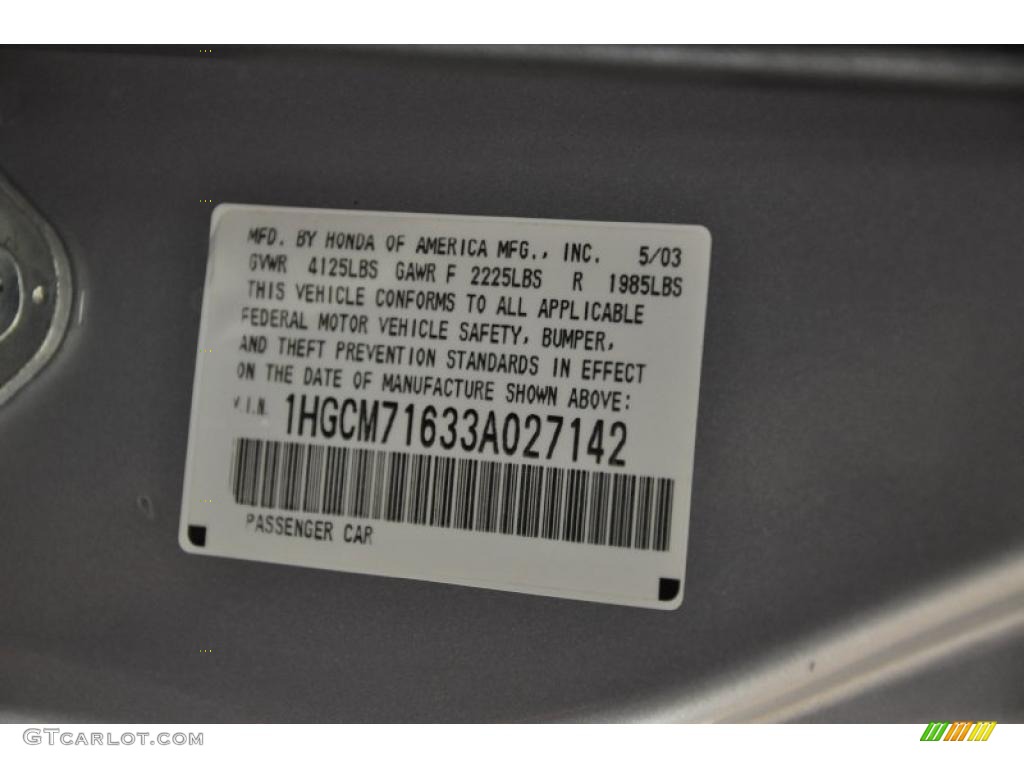 MFD. BY HONDA OF AMERICA MFG., INC. 5/03
GVWR 4125LBS GAWR F 2225LBS R 1985LBS
THIS VEHICLE CONFORMS TO ALL APPLICABLE
FEDERAL MOTOR VEHICLE SAFETY, BUMPER,
AND THEFT PREVENTION STANDARDS IN EFFECT
ON THE DATE OF MANUFACTURE SHOWN ABOVE:
V.I.N. 1HGCM71633A027142
PASSENGER CAR
GTCARLOT.COM